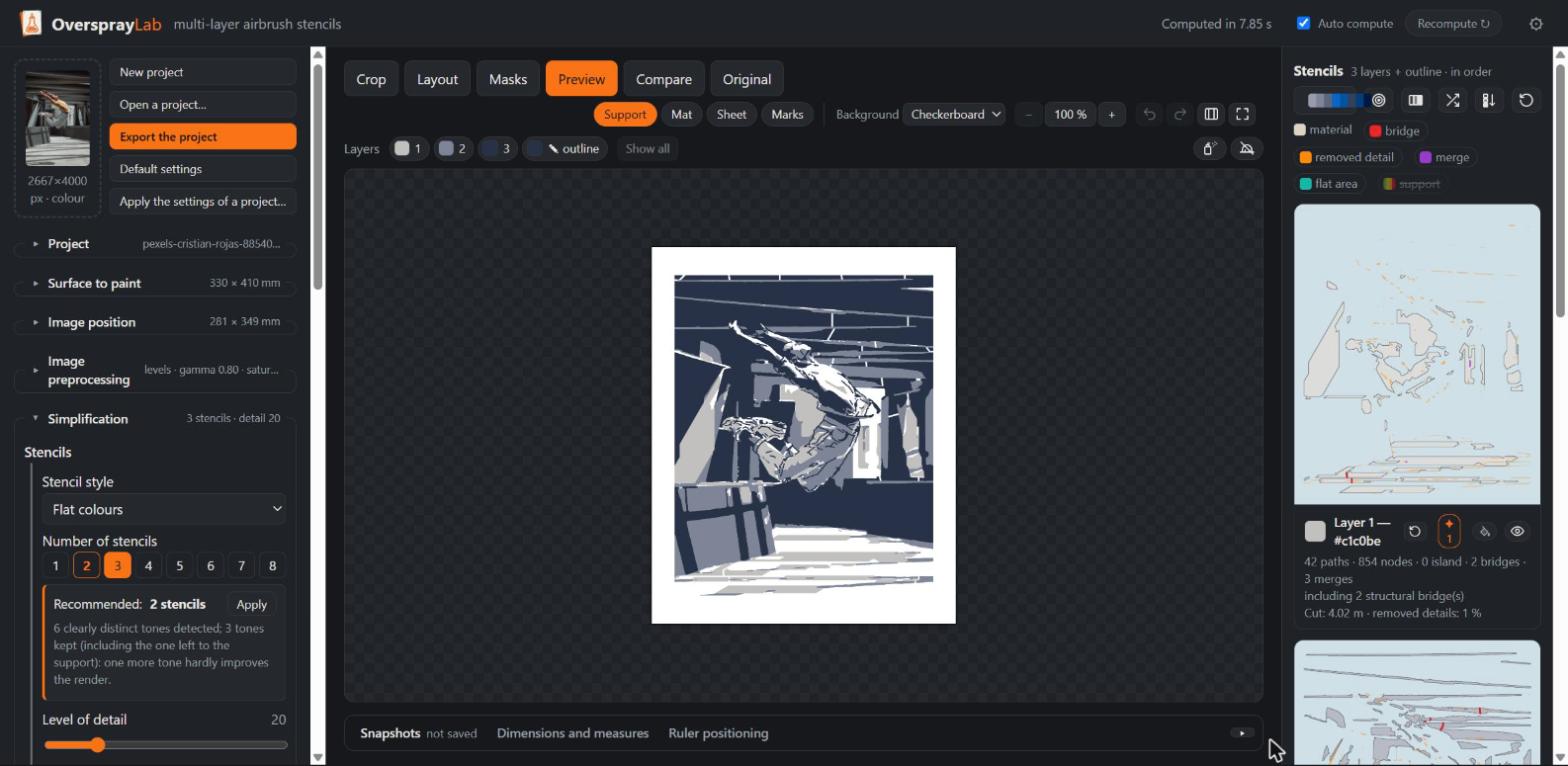 OversprayLab multi-layer airbrush stencils
Computed in 7.85 s
Auto compute
Recompute ↻
2667×4000
px · colour
New project
Open a project...
Export the project
Default settings
Apply the settings of a project...
Project pexels-cristian-rojas-88540...
Surface to paint 330 × 410 mm
Image position 281 × 349 mm
Image
preprocessing
levels · gamma 0.80 · satur...
Simplification 3 stencils · detail 20
Stencils
Stencil style
Flat colours
Number of stencils
1 2 3 4 5 6 7 8
Recommended: 2 stencils Apply
6 clearly distinct tones detected; 3 tones
kept (including the one left to the
support): one more tone hardly improves
the render.
Level of detail 20
Crop Layout Masks Preview Compare Original
Support Mat Sheet Marks Background Checkerboard − 100 % +
Layers 1 2 3 outline Show all
Snapshots not saved Dimensions and measures Ruler positioning
Stencils 3 layers + outline · in order
material bridge
removed detail merge
flat area support
Layer 1 —
#c1c0be
1
42 paths · 854 nodes · 0 island · 2 bridges ·
3 merges
including 2 structural bridge(s)
Cut: 4.02 m · removed details: 1 %